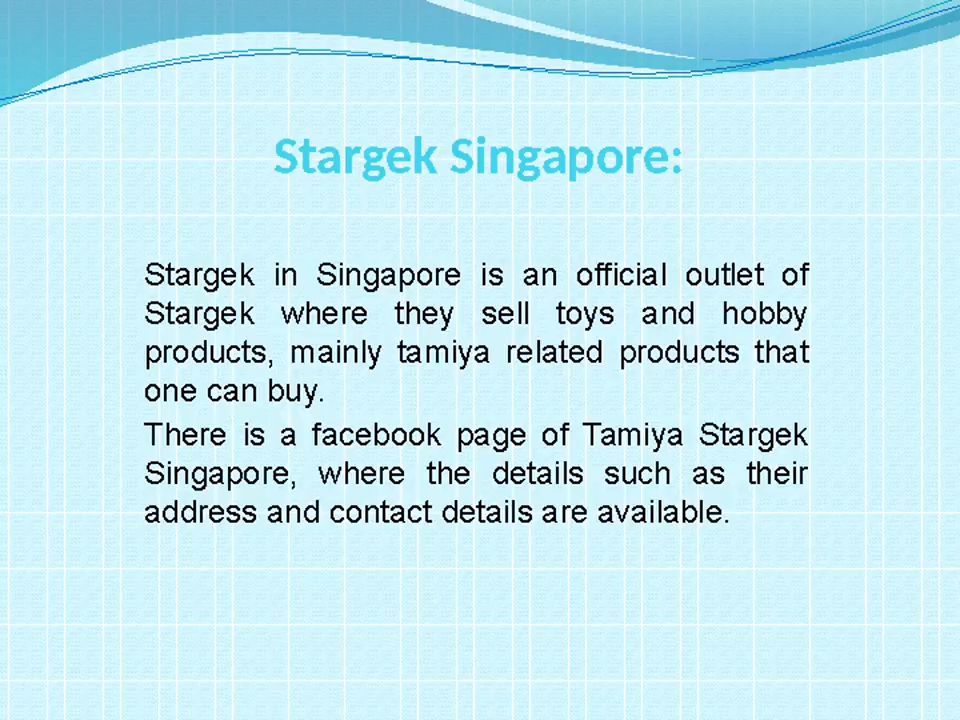 Stargek Singapore:
Stargek in Singapore is an official outlet of
Stargek where they sell toys and hobby
products, mainly tamiya related products that
one can buy.
There is a facebook page of Tamiya Stargek
Singapore, where the details such as their
address and contact details are available.